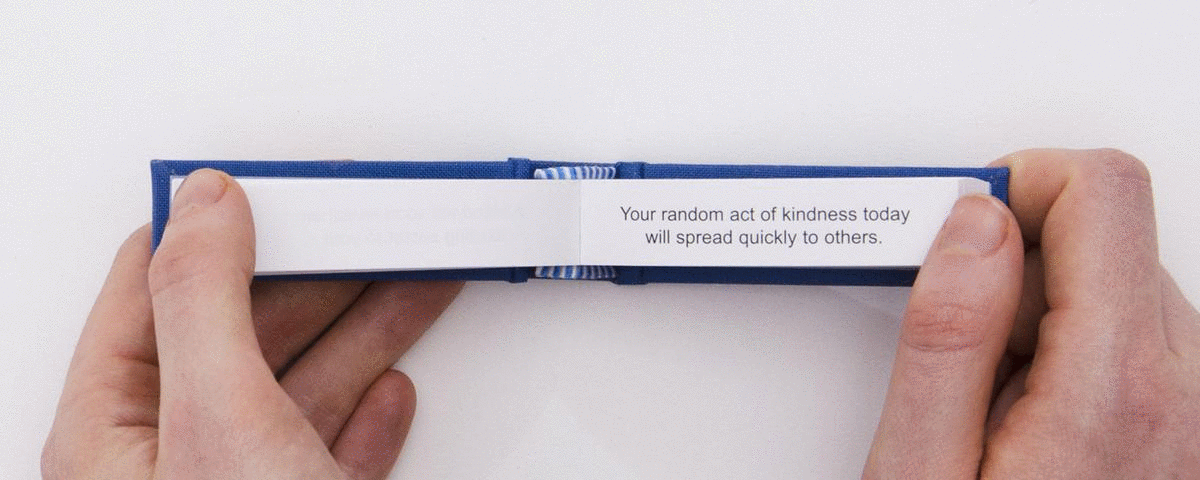 Your random act of kindness today
will spread quickly to others.